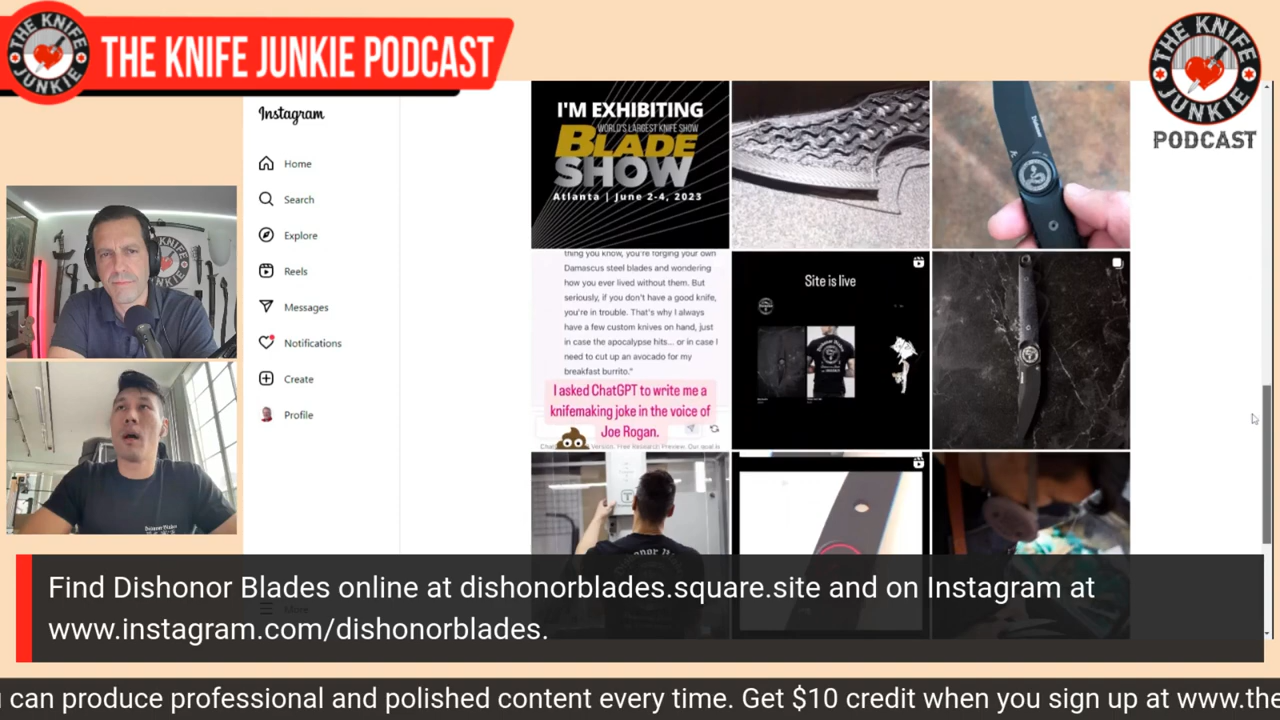 THE KNIFE JUNKIE
THE KNIFE JUNKIE PODCAST
THE KNIFE JUNKIE
PODCAST
Instagram
Home
Search
Explore
Reels
Messages
Notifications
Create
Profile
More
THE KNIFE JUNKIE
I'M EXHIBITING
WORLD'S LARGEST KNIFE SHOW
BLADE
SHOW
Atlanta | June 2-4, 2023
thing you know, you're forging your own
Damascus steel blades and wondering
how you ever lived without them. But
seriously, if you don't have a good knife,
you're in trouble. That's why I always
have a few custom knives on hand, just
in case the apocalypse hits... or in case I
need to cut up an avocado for my
breakfast burrito."
I asked ChatGPT to write me a
knifemaking joke in the voice of
Joe Rogan.
Site is live
Find Dishonor Blades online at dishonorblades.square.site and on Instagram at
www.instagram.com/dishonorblades.
can produce professional and polished content every time. Get $10 credit when you sign up at www.the